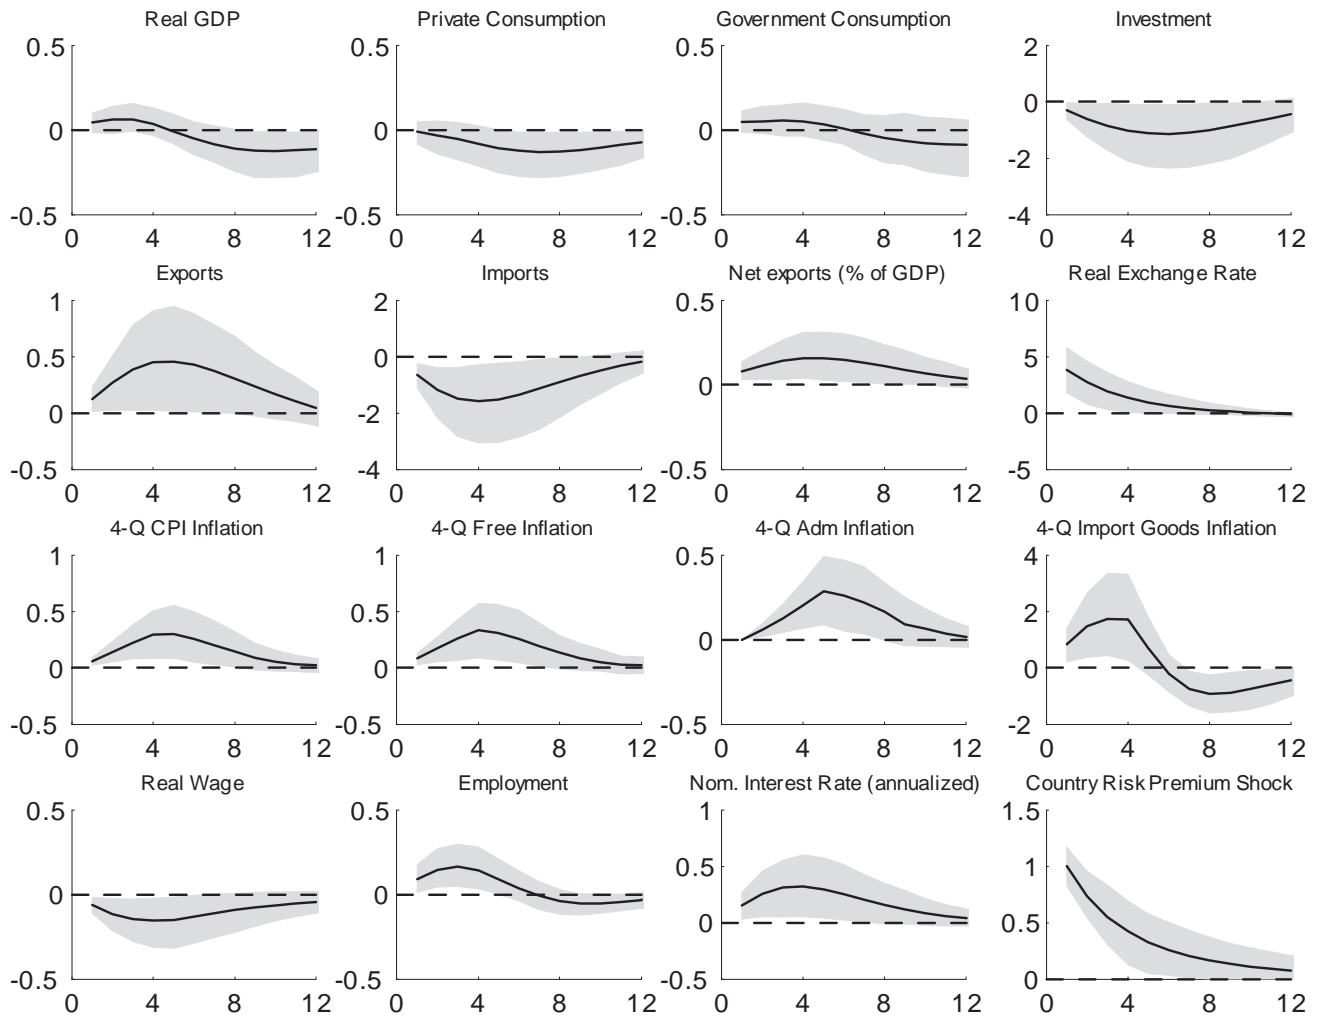 Real GDP Private Consumption Government Consumption Investment
0.5 0.5 0.5 2
0 0 0 0
-2
-0.5 -0.5 -0.5 -4
0 4 8 12 0 4 8 12 0 4 8 12 0 4 8 12
Exports Imports Net exports (% of GDP) Real Exchange Rate
1 2 0.5 10
0.5 0 5
0 -2 0 0
-0.5 -4 -0.5 -5
0 4 8 12 0 4 8 12 0 4 8 12 0 4 8 12
4-Q CPI Inflation 4-Q Free Inflation 4-Q Adm Inflation 4-Q Import Goods Inflation
1 1 0.5 4
0.5 0.5 2
0 0 0 0
-0.5 -0.5 -0.5 -2
0 4 8 12 0 4 8 12 0 4 8 12 0 4 8 12
Real Wage Employment Nom. Interest Rate (annualized) Country Risk Premium Shock
0.5 0.5 1 1.5
0.5 1
0 0 0 0.5
-0.5 -0.5 -0.5 0
0 4 8 12 0 4 8 12 0 4 8 12 0 4 8 12